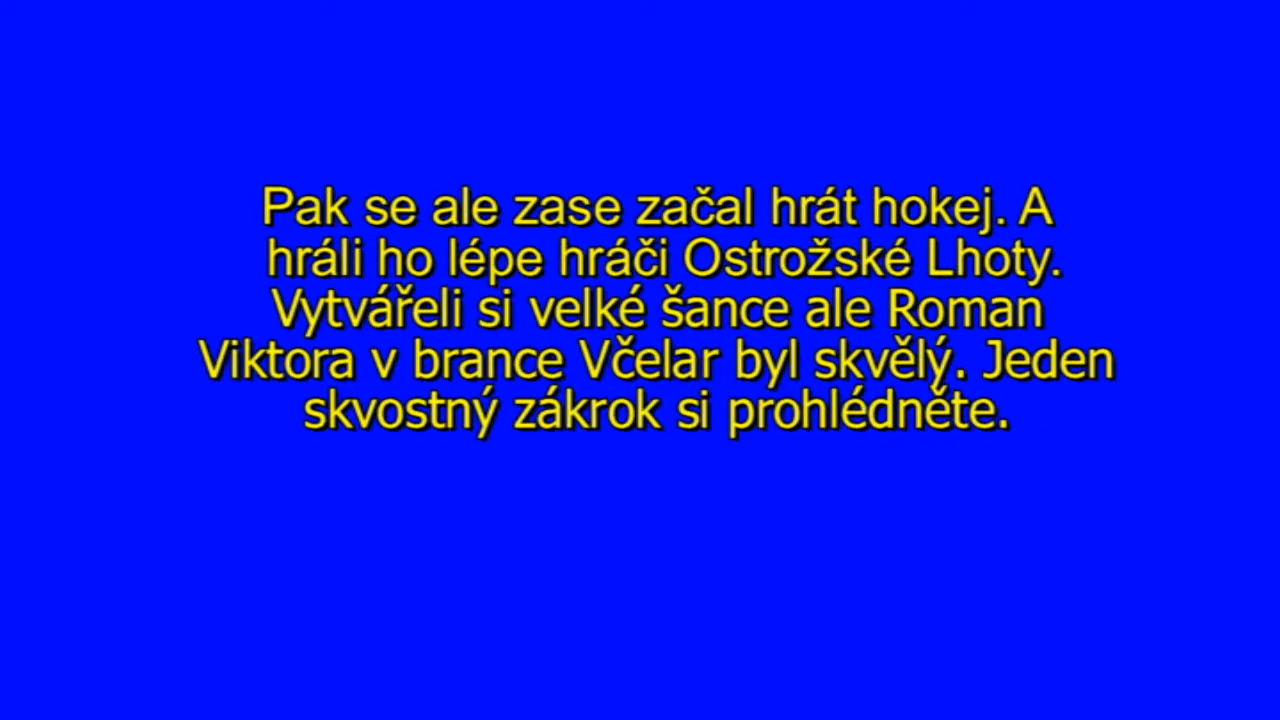 Pak se ale zase začal hrát hokej. A
hráli ho lépe hráči Ostrožské Lhoty.
Vytvářeli si velké šance ale Roman
Viktora v brance Včelar byl skvělý. Jeden
skvostný zákrok si prohlédněte.